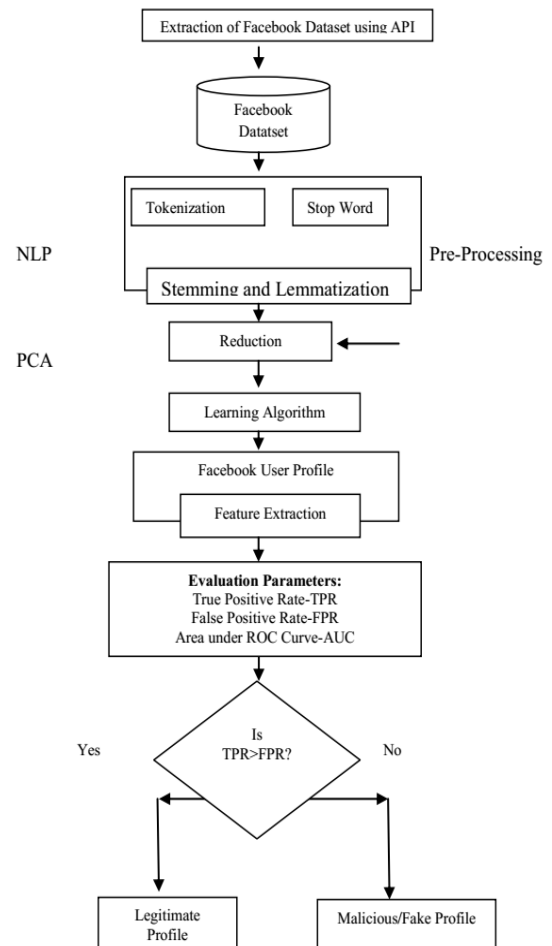 Extraction of Facebook Dataset using API
Facebook
Datatset
Tokenization
Stop Word
NLP
Pre-Processing
Stemming and Lemmatization
Reduction
PCA
Learning Algorithm
Facebook User Profile
Feature Extraction
Evaluation Parameters:
True Positive Rate-TPR
False Positive Rate-FPR
Area under ROC Curve-AUC
Is
TPR>FPR?
Yes
No
Legitimate
Profile
Malicious/Fake Profile